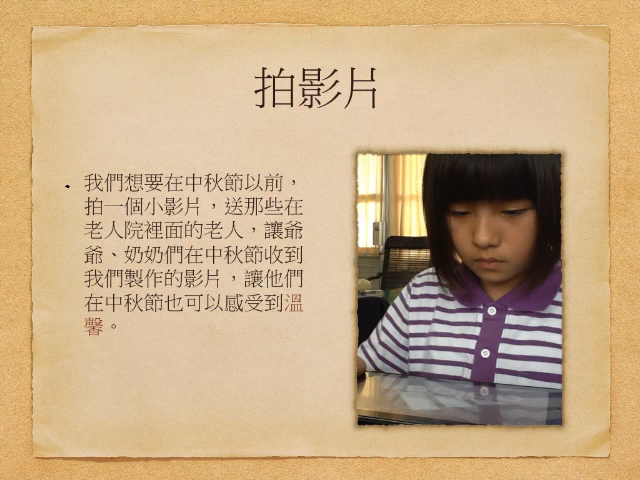 拍影片
我們想要在中秋節以前，
拍一個小影片，送那些在
老人院裡面的老人，讓爺
爺、奶奶們在中秋節收到
我們製作的影片，讓他們
在中秋節也可以感受到溫
馨。